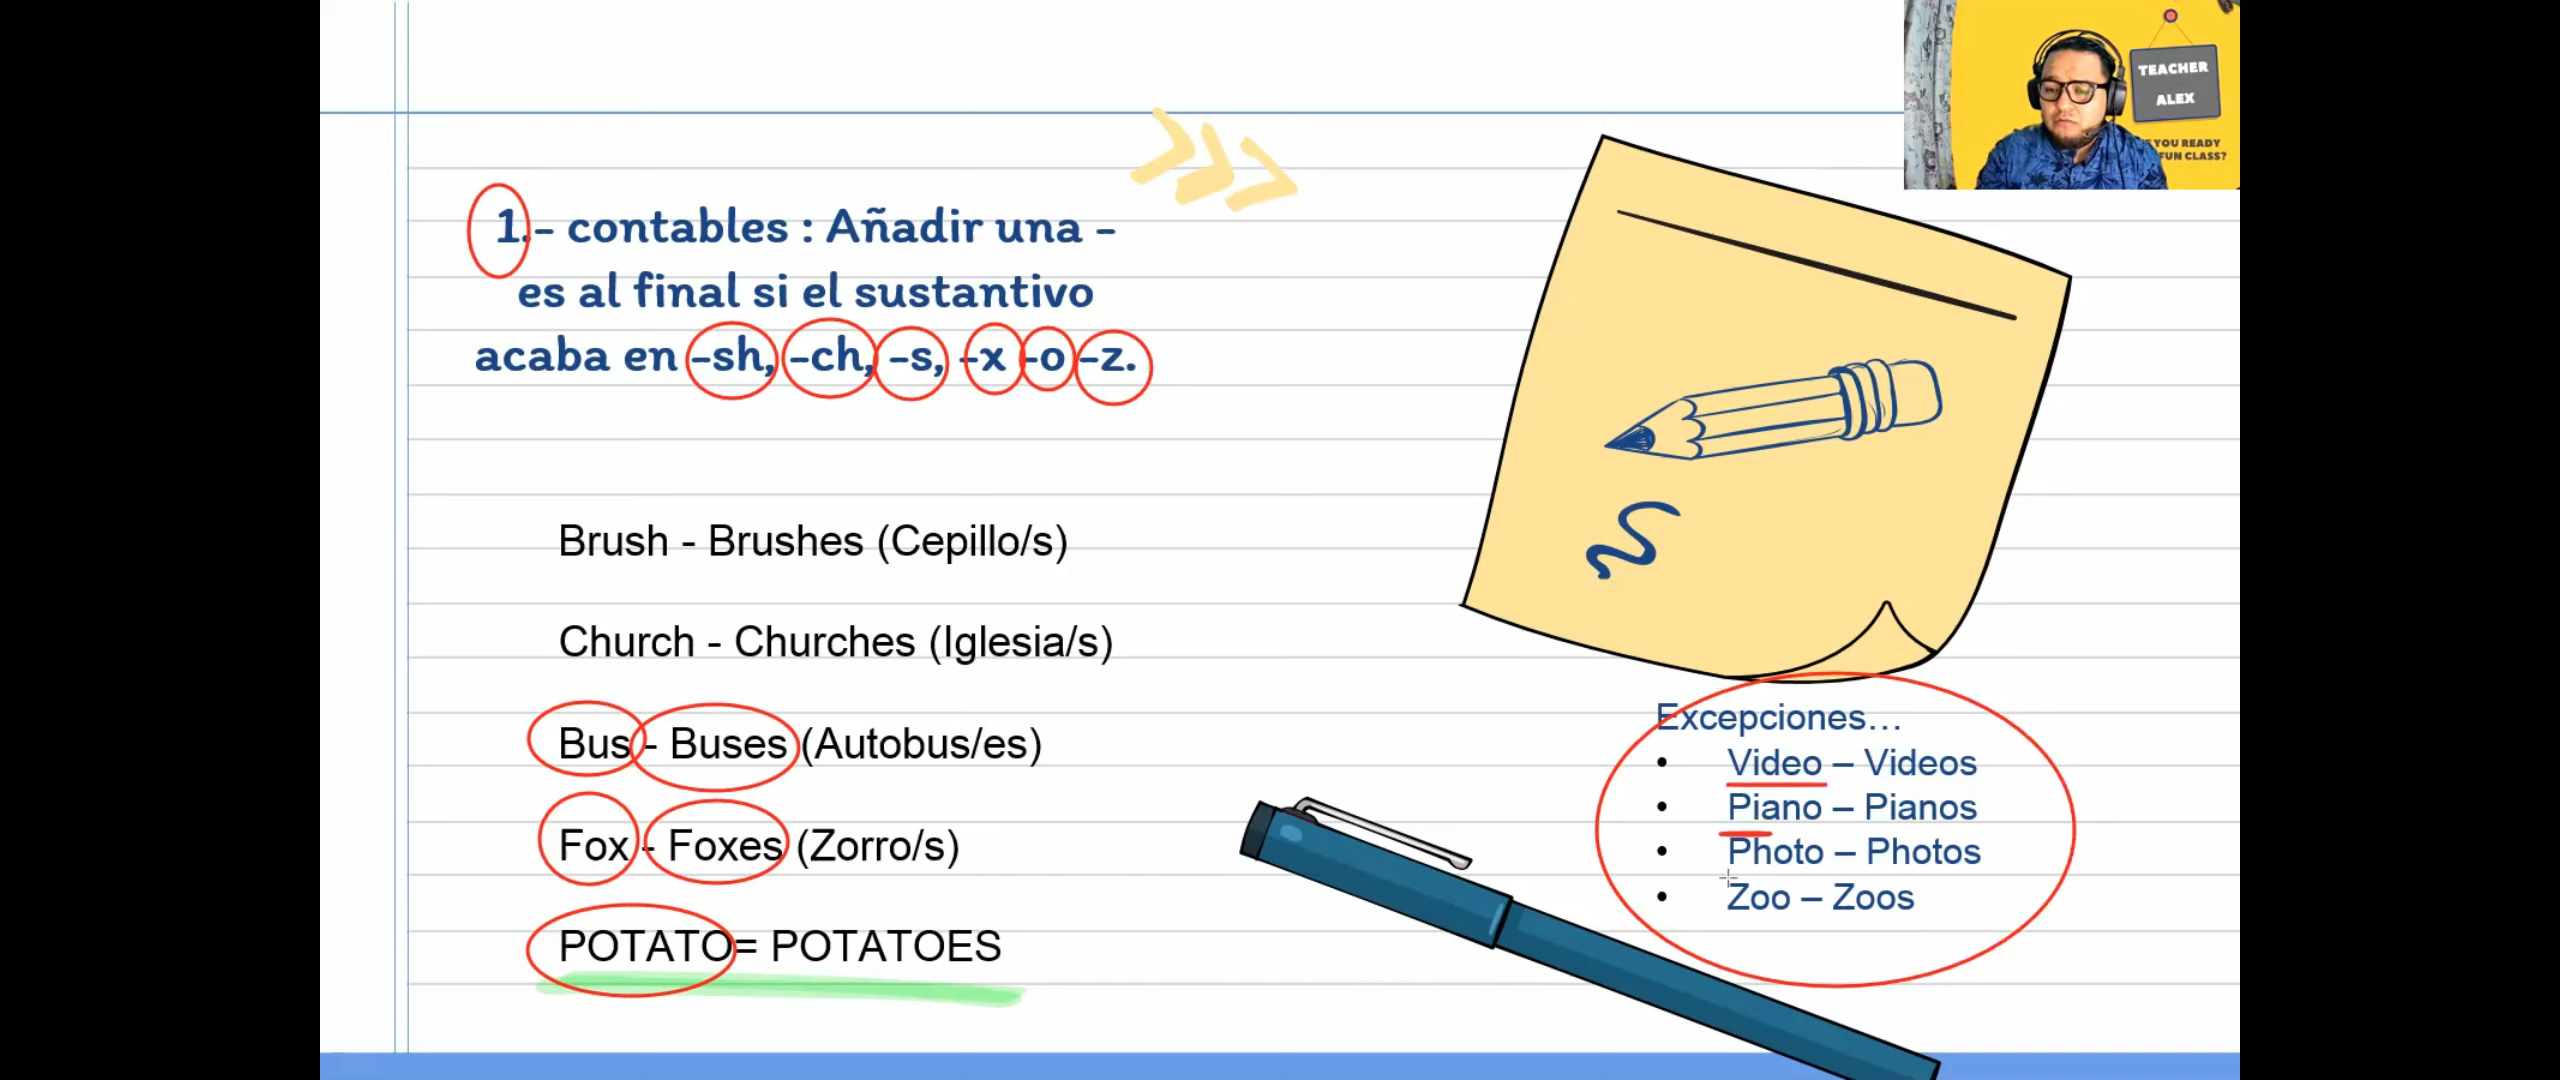 TEACHER
ALEX
YOU READY
FUN CLASS?
1.- contables : Añadir una -
es al final si el sustantivo
acaba en -sh, -ch, -s, -x -o -z.
Brush - Brushes (Cepillo/s)
Church - Churches (Iglesia/s)
Bus - Buses (Autobus/es)
Fox - Foxes (Zorro/s)
POTATO= POTATOES
Excepciones...
• Video – Videos
• Piano – Pianos
• Photo – Photos
• Zoo – Zoos